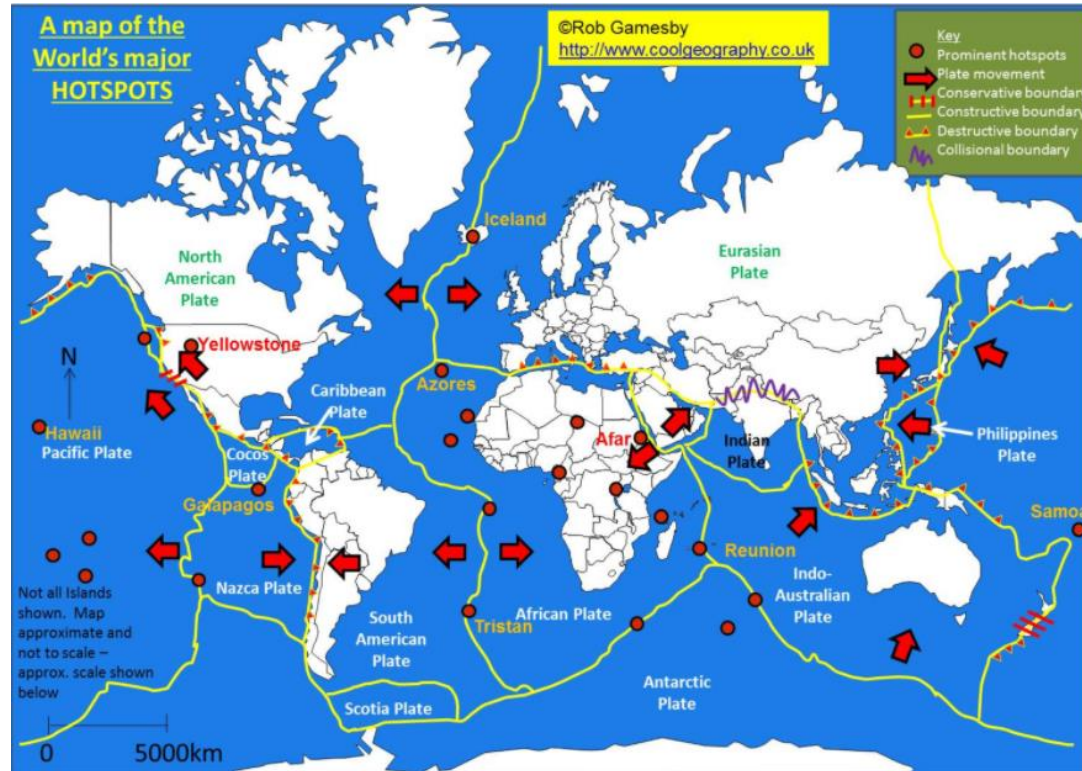 A map of the
World's major
HOTSPOTS
©Rob Gamesby
http://www.coolgeography.co.uk
Key
Prominent hotspots
Plate movement
Conservative boundary
Constructive boundary
Destructive boundary
Collisional boundary
Iceland
North
American
Plate
Eurasian
Plate
Yellowstone
N
Azores
Caribbean
Plate
Hawaii
Pacific Plate
Cocos
Plate
Afar
Indian
Plate
Philippines
Plate
Galapagos
Samoa
Reunion
Nazca Plate
Not all Islands
shown. Map
approximate and
not to scale –
approx. scale shown
below
South
American
Plate
Tristan
African Plate
Indo-
Australian
Plate
Antarctic
Plate
Scotia Plate
0 5000km